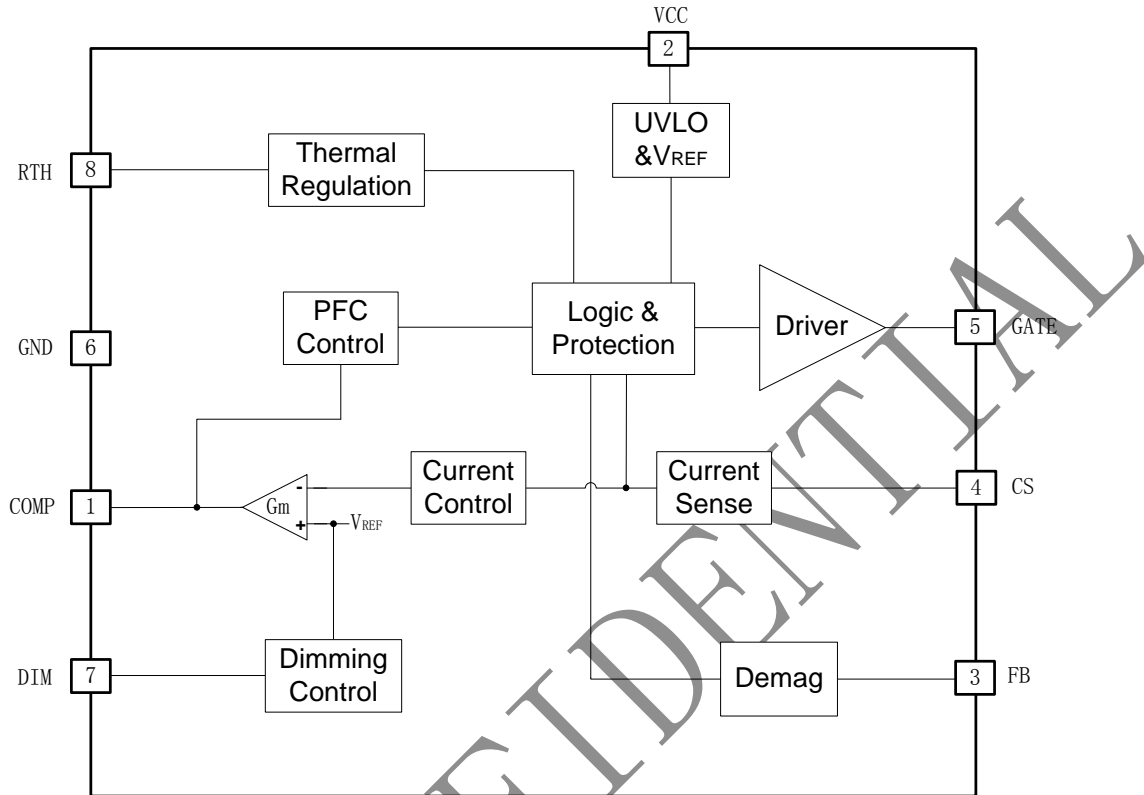 VCC
2
UVLO
&VREF
RTH
8
Thermal
Regulation
PFC
Control
Logic &
Protection
Driver
5
GATE
GND
6
COMP
1
Gm
-
+
VREF
Current
Control
Current
Sense
4
CS
DIM
7
Dimming
Control
Demag
3
FB
FIDENTIAL